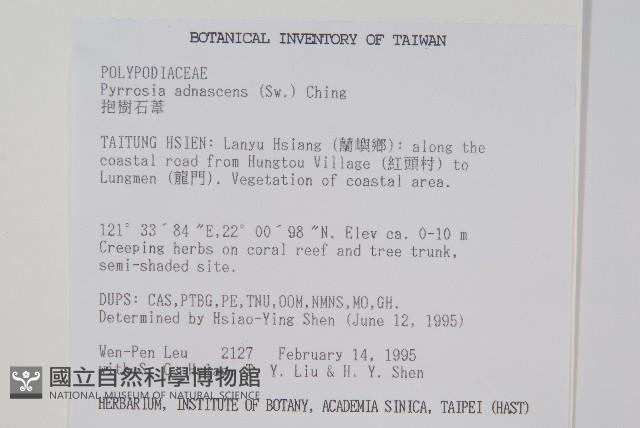 BOTANICAL INVENTORY OF TAIWAN
POLYPODIACEAE
Pyrrosia adnascens (Sw.) Ching
抱樹石葦
TAITUNG HSIEN: Lanyu Hsiang (蘭嶼鄉): along the
coastal road from Hungtou Village (紅頭村) to
Lungmen (龍門). Vegetation of coastal area.
121° 33´84 ″E,22° 00´98 ″N. Elev ca. 0-10 m
Creeping herbs on coral reef and tree trunk,
semi-shaded site.
DUPS: CAS,PTBG,PE,TNU,OOM,NMNS,MO,GH.
Determined by Hsiao-Ying Shen (June 12, 1995)
Wen-Pen Leu 2127 February 14, 1995
with S. Y. Liu & H. Y. Shen
國立自然科學博物館
NATIONAL MUSEUM OF NATURAL SCIENCE
HERBARIUM, INSTITUTE OF BOTANY, ACADEMIA SINICA, TAIPEI (HAST)